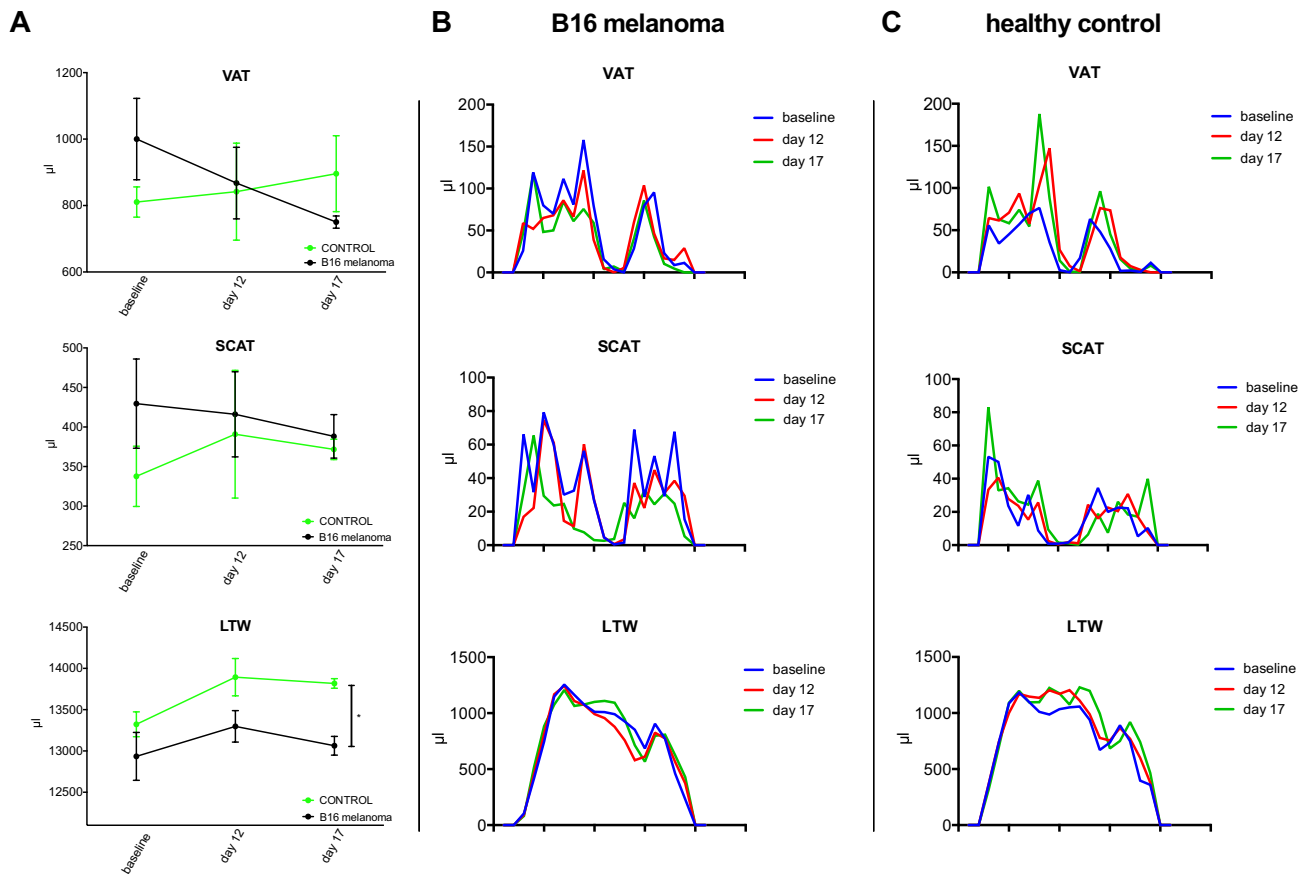 A
B
B16 melanoma
C
healthy control
VAT
1200
1000
800
600
µl
CONTROL
B16 melanoma
baseline
day 12
day 17
SCAT
500
450
400
350
300
250
µl
CONTROL
B16 melanoma
baseline
day 12
day 17
LTW
14500
14000
13500
13000
12500
µl
*
CONTROL
B16 melanoma
baseline
day 12
day 17
VAT
200
150
100
50
0
µl
baseline
day 12
day 17
SCAT
100
80
60
40
20
0
µl
baseline
day 12
day 17
LTW
1500
1000
500
0
µl
baseline
day 12
day 17
VAT
200
150
100
50
0
µl
baseline
day 12
day 17
SCAT
100
80
60
40
20
0
µl
baseline
day 12
day 17
LTW
1500
1000
500
0
µl
baseline
day 12
day 17